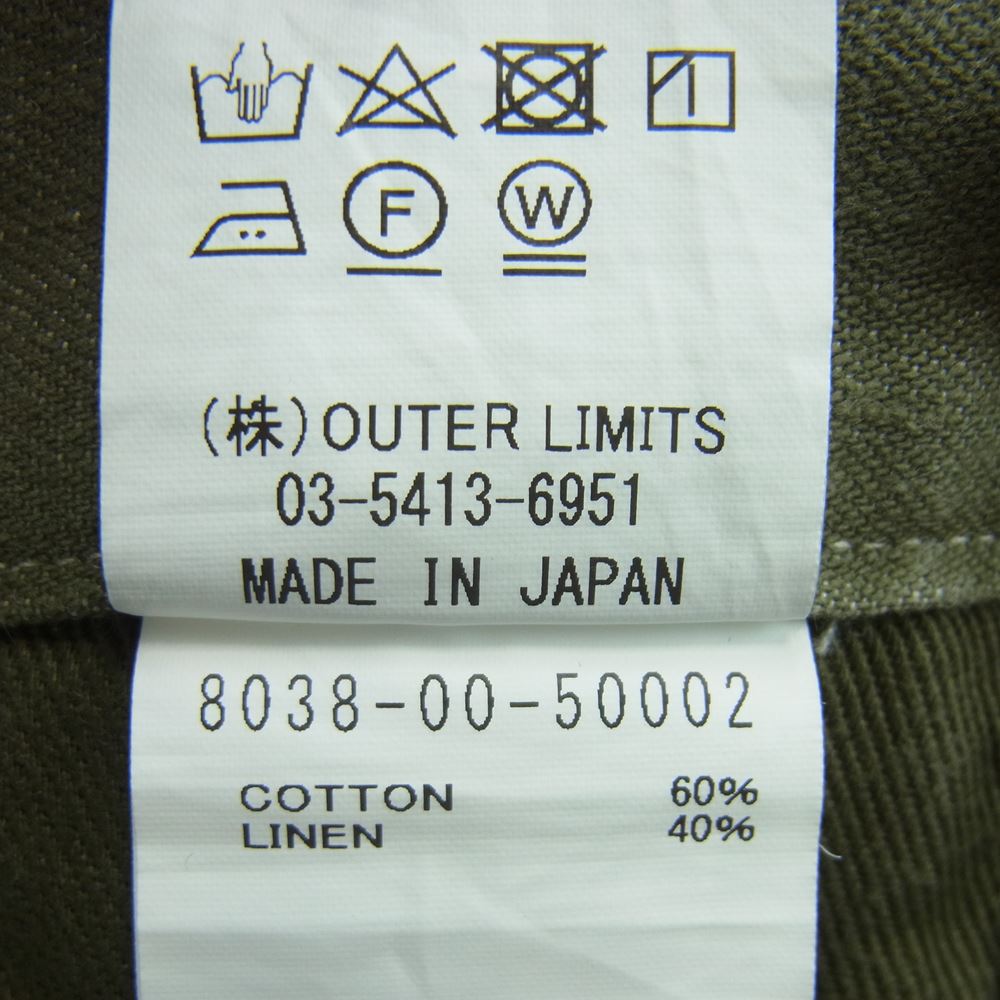 F W
(株)OUTER LIMITS
03-5413-6951
MADE IN JAPAN
8038-00-50002
COTTON 60%
LINEN 40%